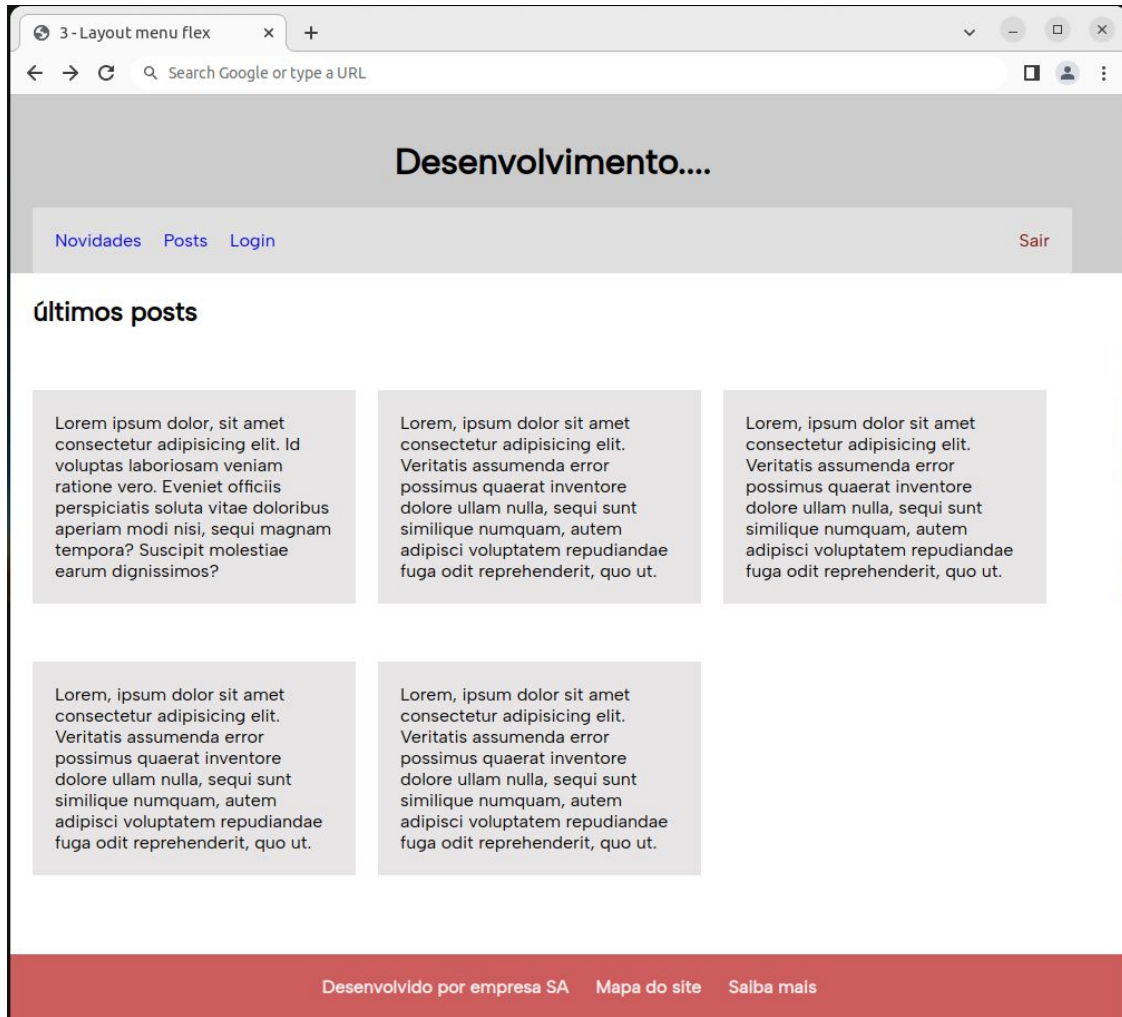 3 - Layout menu flex
Search Google or type a URL
Desenvolvimento....
Novidades Posts Login Sair
últimos posts
Lorem ipsum dolor, sit amet
consectetur adipisicing elit. Id
voluptas laboriosam veniam
ratione vero. Eveniet officiis
perspiciatis soluta vitae doloribus
aperiam modi nisi, sequi magnam
tempora? Suscipit molestiae
earum dignissimos?
Lorem, ipsum dolor sit amet
consectetur adipisicing elit.
Veritatis assumenda error
possimus quaerat inventore
dolore ullam nulla, sequi sunt
similique numquam, autem
adipisci voluptatem repudiandae
fuga odit reprehenderit, quo ut.
Lorem, ipsum dolor sit amet
consectetur adipisicing elit.
Veritatis assumenda error
possimus quaerat inventore
dolore ullam nulla, sequi sunt
similique numquam, autem
adipisci voluptatem repudiandae
fuga odit reprehenderit, quo ut.
Lorem, ipsum dolor sit amet
consectetur adipisicing elit.
Veritatis assumenda error
possimus quaerat inventore
dolore ullam nulla, sequi sunt
similique numquam, autem
adipisci voluptatem repudiandae
fuga odit reprehenderit, quo ut.
Lorem, ipsum dolor sit amet
consectetur adipisicing elit.
Veritatis assumenda error
possimus quaerat inventore
dolore ullam nulla, sequi sunt
similique numquam, autem
adipisci voluptatem repudiandae
fuga odit reprehenderit, quo ut.
Desenvolvido por empresa SA Mapa do site Saiba mais